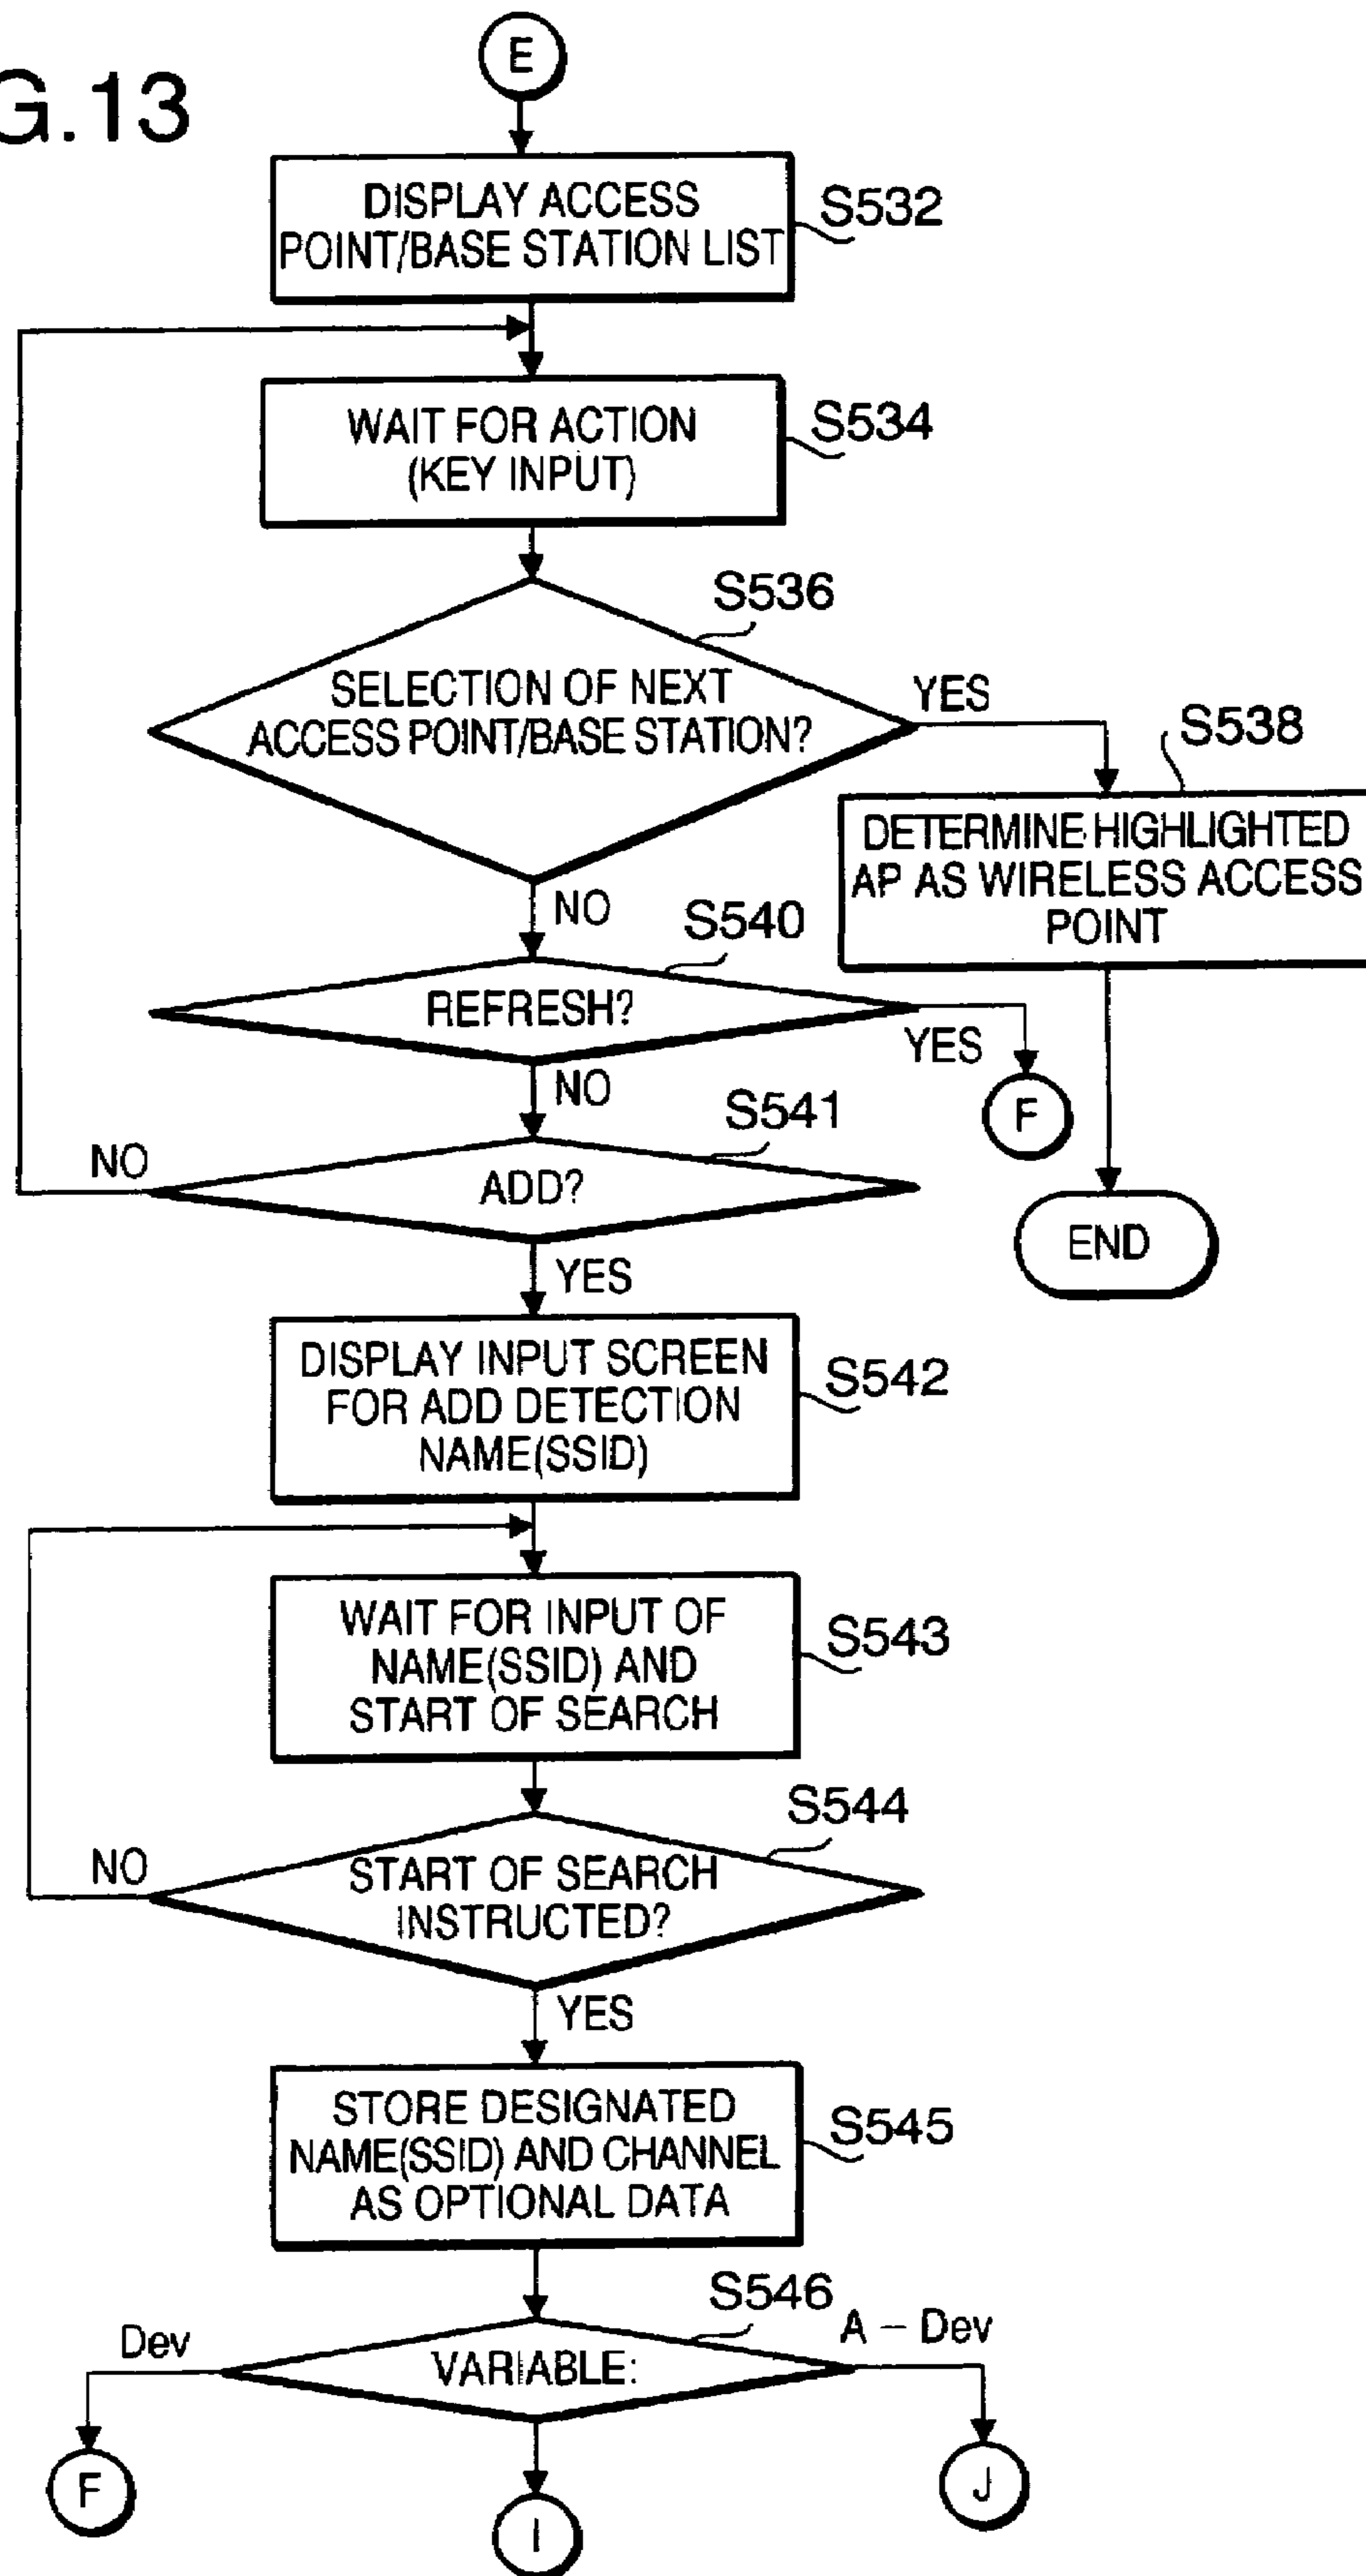 G.13
E
DISPLAY ACCESS
POINT/BASE STATION LIST
S532
WAIT FOR ACTION
(KEY INPUT)
S534
S536
SELECTION OF NEXT
ACCESS POINT/BASE STATION?
YES
S538
DETERMINE HIGHLIGHTED
AP AS WIRELESS ACCESS
POINT
NO
S540
REFRESH?
YES
F
NO
S541
NO
ADD?
END
YES
DISPLAY INPUT SCREEN
FOR ADD DETECTION
NAME(SSID)
S542
WAIT FOR INPUT OF
NAME(SSID) AND
START OF SEARCH
S543
S544
NO
START OF SEARCH
INSTRUCTED?
YES
STORE DESIGNATED
NAME(SSID) AND CHANNEL
AS OPTIONAL DATA
S545
S546
Dev
A - Dev
VARIABLE:
F
I
J